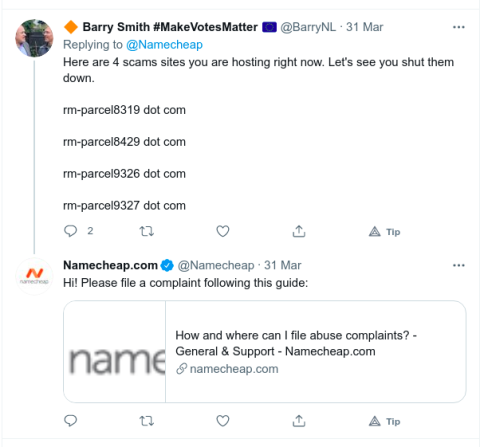 Barry Smith #MakeVotesMatter @BarryNL · 31 Mar
Replying to @Namecheap
Here are 4 scams sites you are hosting right now. Let's see you shut them
down.
rm-parcel8319 dot com
rm-parcel8429 dot com
rm-parcel9326 dot com
rm-parcel9327 dot com
2 Tip
Namecheap.com @Namecheap · 31 Mar
namecheap
Hi! Please file a complaint following this guide:
How and where can I file abuse complaints? -
General & Support - Namecheap.com
namecheap.com
name
Tip